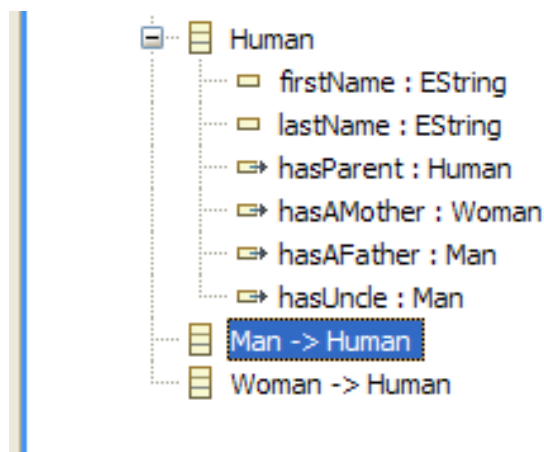 Human
firstName : EString
lastName : EString
hasParent : Human
hasAMother : Woman
hasAFather : Man
hasUncle : Man
Man -> Human
Woman -> Human